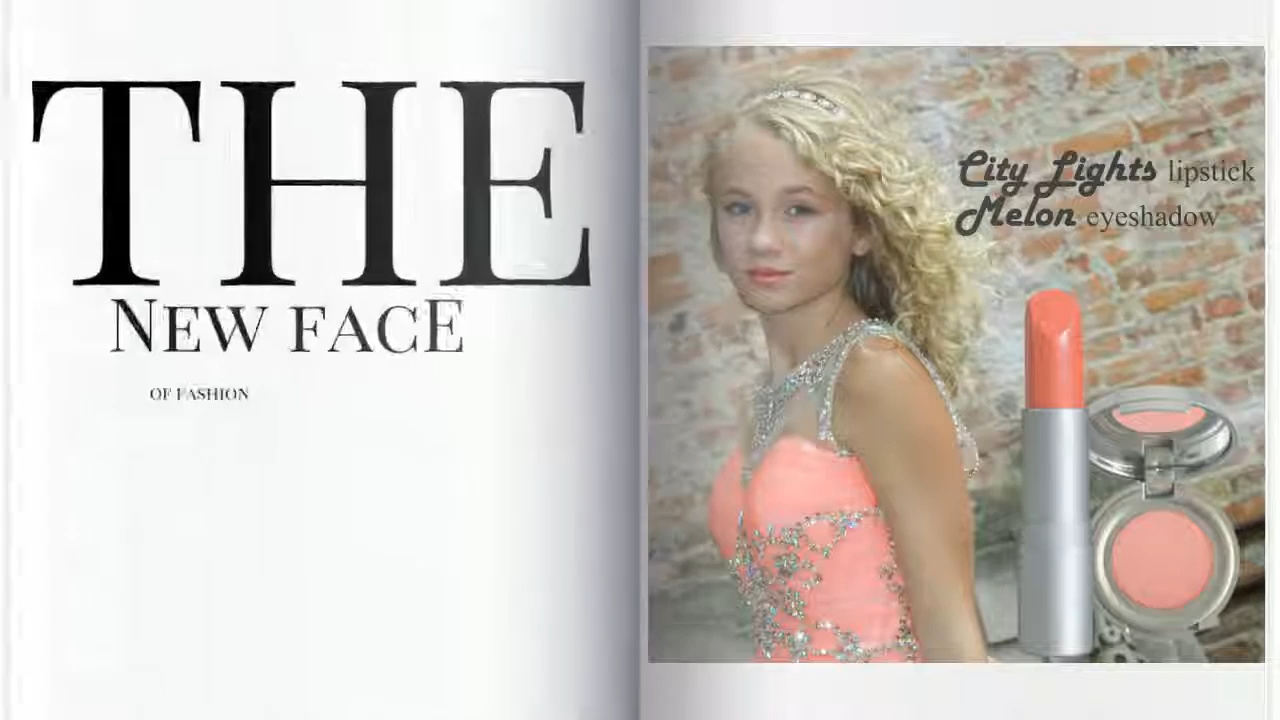 THE
NEW FACE
OF FASHION
City Lights lipstick
Melon eyeshadow